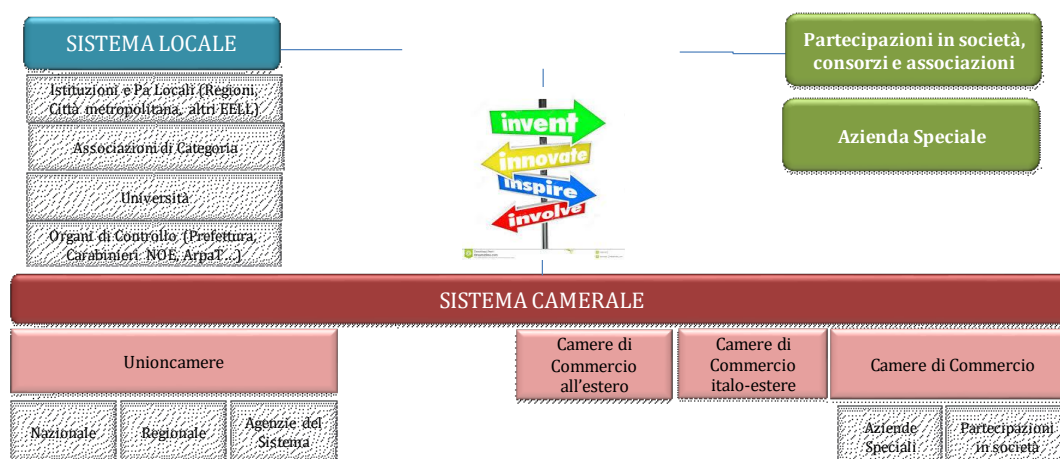 SISTEMA LOCALE
Istituzioni e Pa Locali (Regioni,
Città metropolitana, altri EELL)
Associazioni di Categoria
Università
Organi di Controllo (Prefettura,
Carabinieri NOE, ArpaT…)
invent
innovate
inspire
involve
Partecipazioni in società,
consorzi e associazioni
Azienda Speciale
SISTEMA CAMERALE
Unioncamere
Nazionale
Regionale
Agenzie del
Sistema
Camere di
Commercio
all'estero
Camere di
Commercio
italo-estere
Camere di Commercio
Aziende
Speciali
Partecipazioni
in società